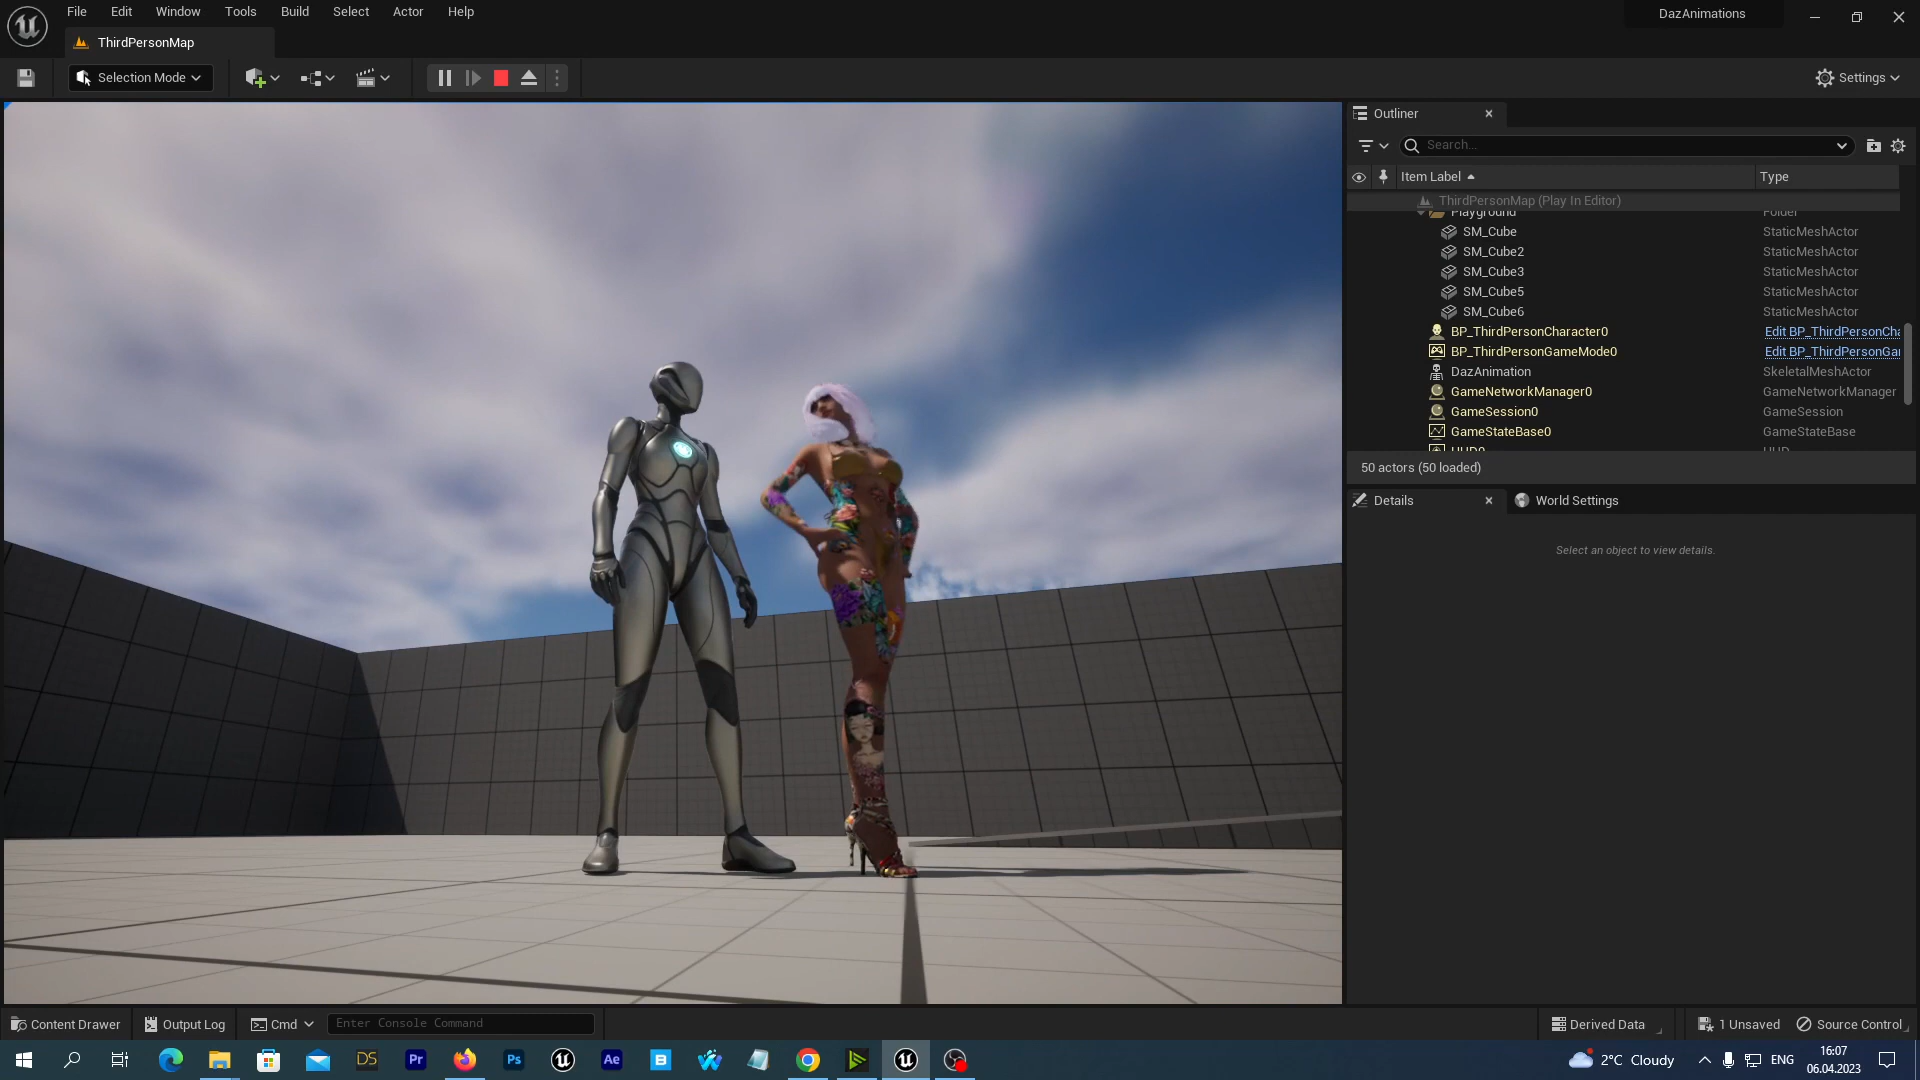 File Edit Window Tools Build Select Actor Help
DazAnimations
ThirdPersonMap
Selection Mode
Settings
Outliner
Search...
Item Label Type
ThirdPersonMap (Play In Editor)
Playground Folder
SM_Cube StaticMeshActor
SM_Cube2 StaticMeshActor
SM_Cube3 StaticMeshActor
SM_Cube5 StaticMeshActor
SM_Cube6 StaticMeshActor
BP_ThirdPersonCharacter0 Edit BP_ThirdPersonCha
BP_ThirdPersonGameMode0 Edit BP_ThirdPersonGa
DazAnimation SkeletalMeshActor
GameNetworkManager0 GameNetworkManager
GameSession0 GameSession
GameStateBase0 GameStateBase
HUD0 HUD
50 actors (50 loaded)
Details World Settings
Select an object to view details.
Content Drawer Output Log Cmd Enter Console Command Derived Data 1 Unsaved Source Control
DS Pr Ps Ae B
2°C Cloudy ENG
16:07
06.04.2023